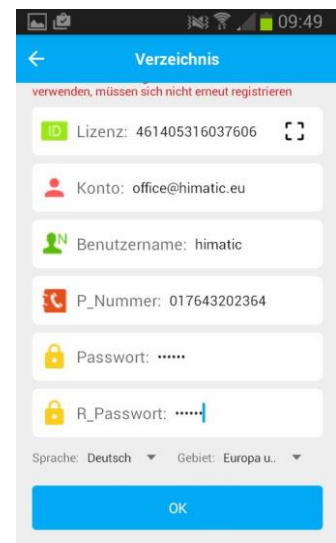 09:49
Verzeichnis
verwenden, müssen sich nicht erneut registrieren
ID Lizenz: 461405316037606
Konto: office@himatic.eu
N Benutzername: himatic
P_Nummer: 017643202364
Passwort: ······
R_Passwort: ······
Sprache: Deutsch Gebiet: Europa u..
OK